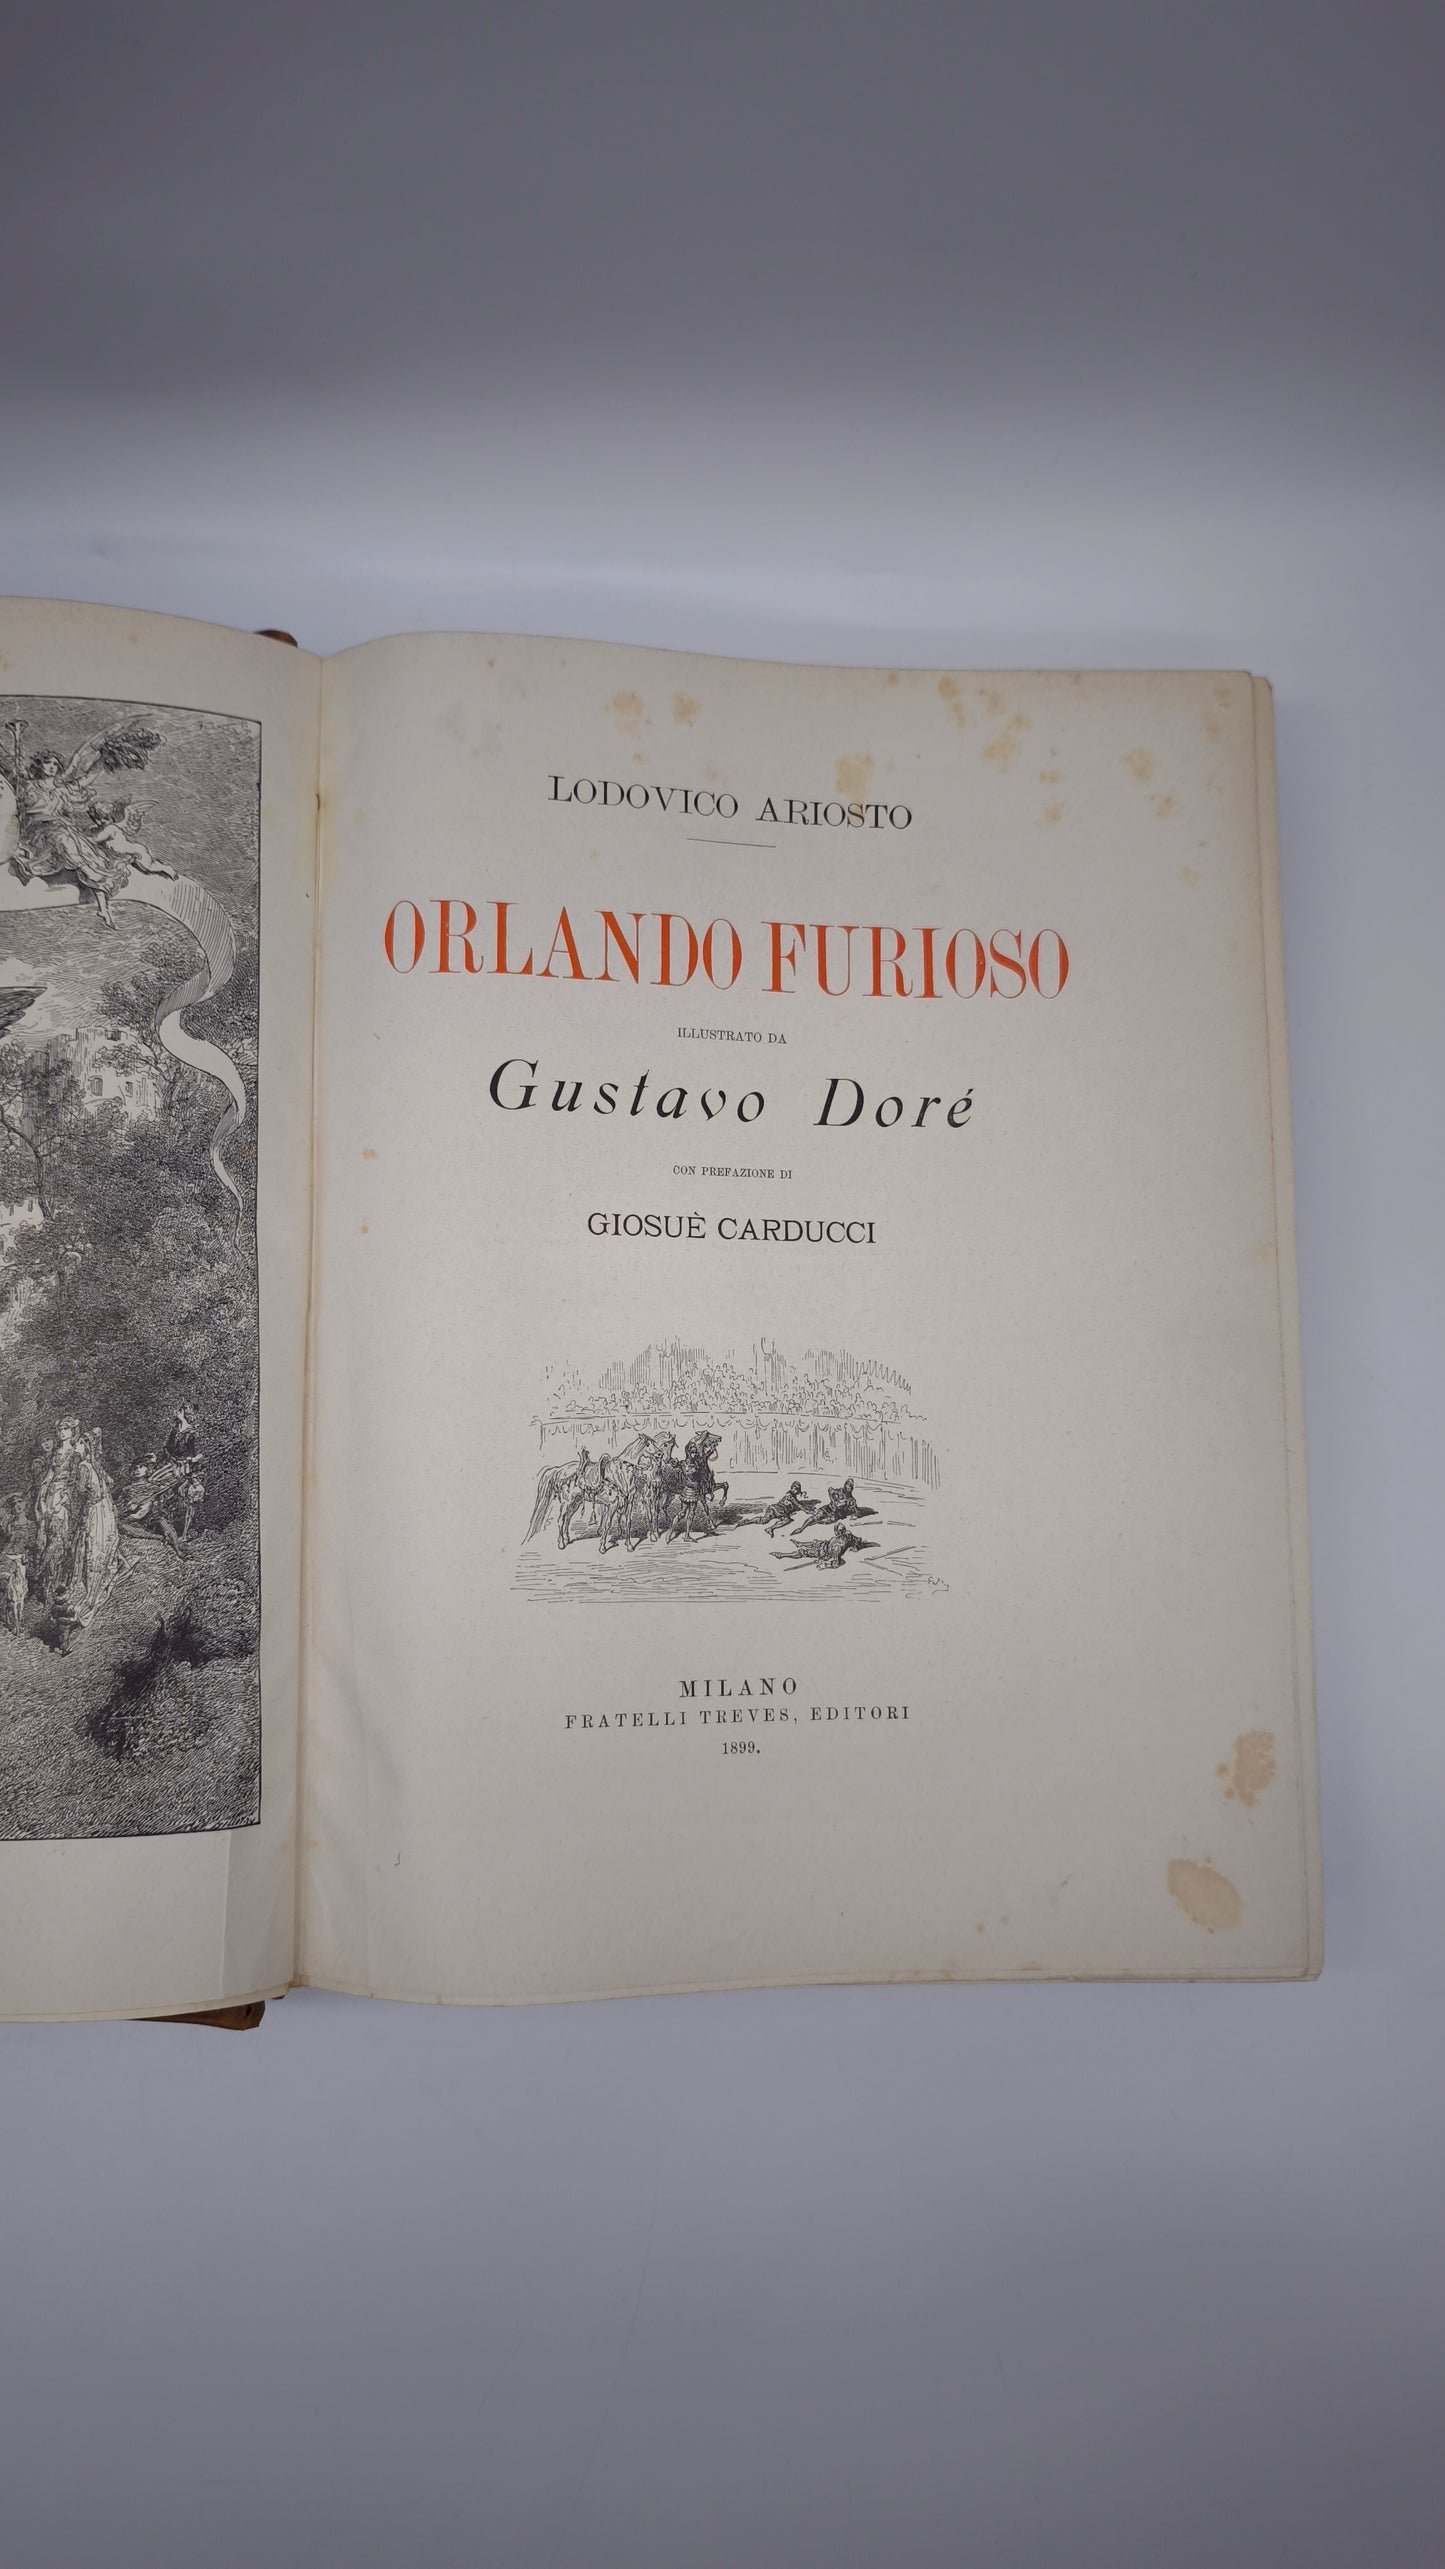 LODOVICO ARIOSTO
ORLANDO FURIOSO
ILLUSTRATO DA
Gustavo Doré
CON PREFAZIONE DI
GIOSUÈ CARDUCCI
MILANO
FRATELLI TREVES, EDITORI
1899.